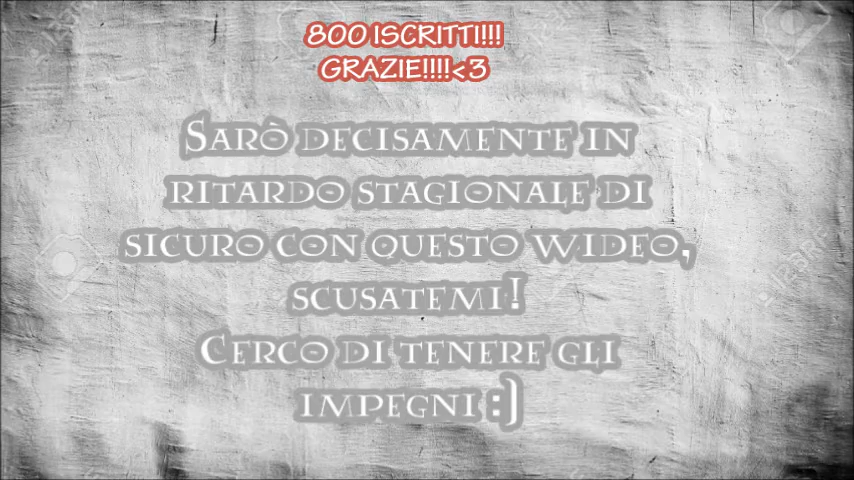 800 ISCRITTI!!!
GRAZIE!!!!<3
Sarò decisamente in
ritardo stagionale di
sicuro con questo wideo,
scusatemi!
Cerco di tenere gli
impegni :)
123RF